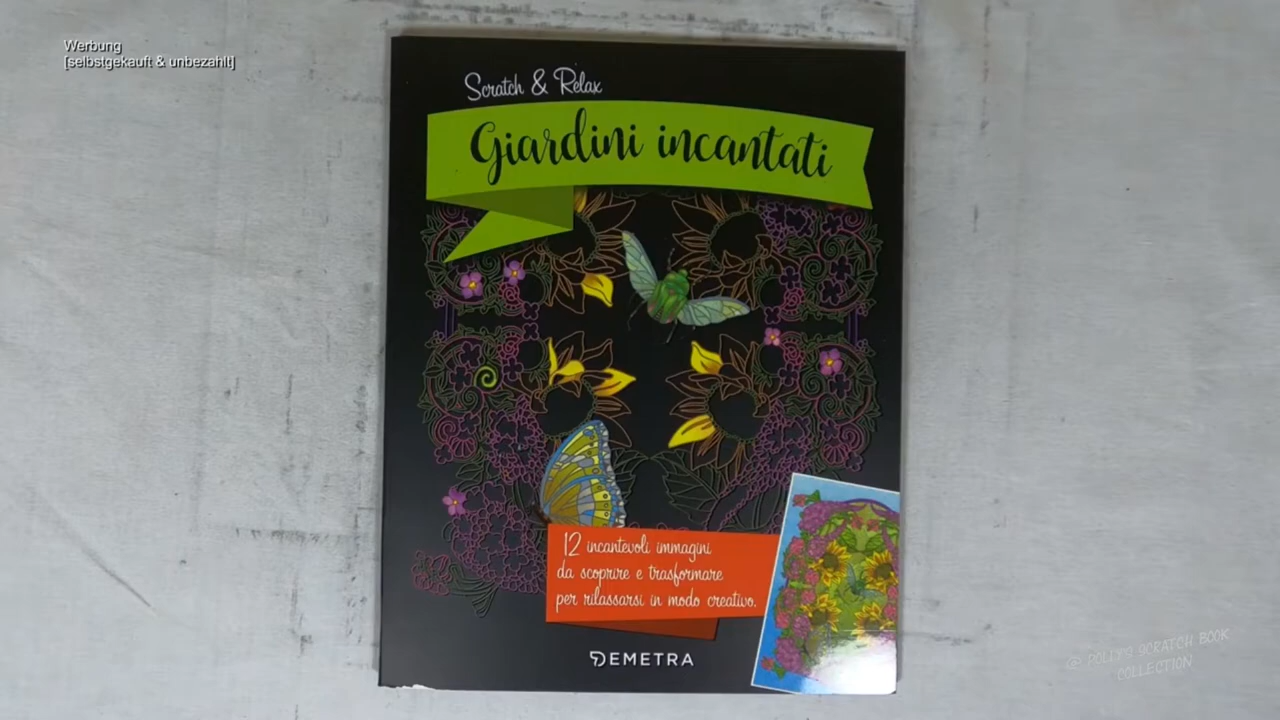 Werbung
[selbstgekauft & unbezahlt]
Scratch & Relax
Giardini incantati
12 incantevoli immagini
da scoprire e trasformare
per rilassarsi in modo creativo.
DEMETRA
@ DOLLY'S SCRATCH BOOK
COLLECTION